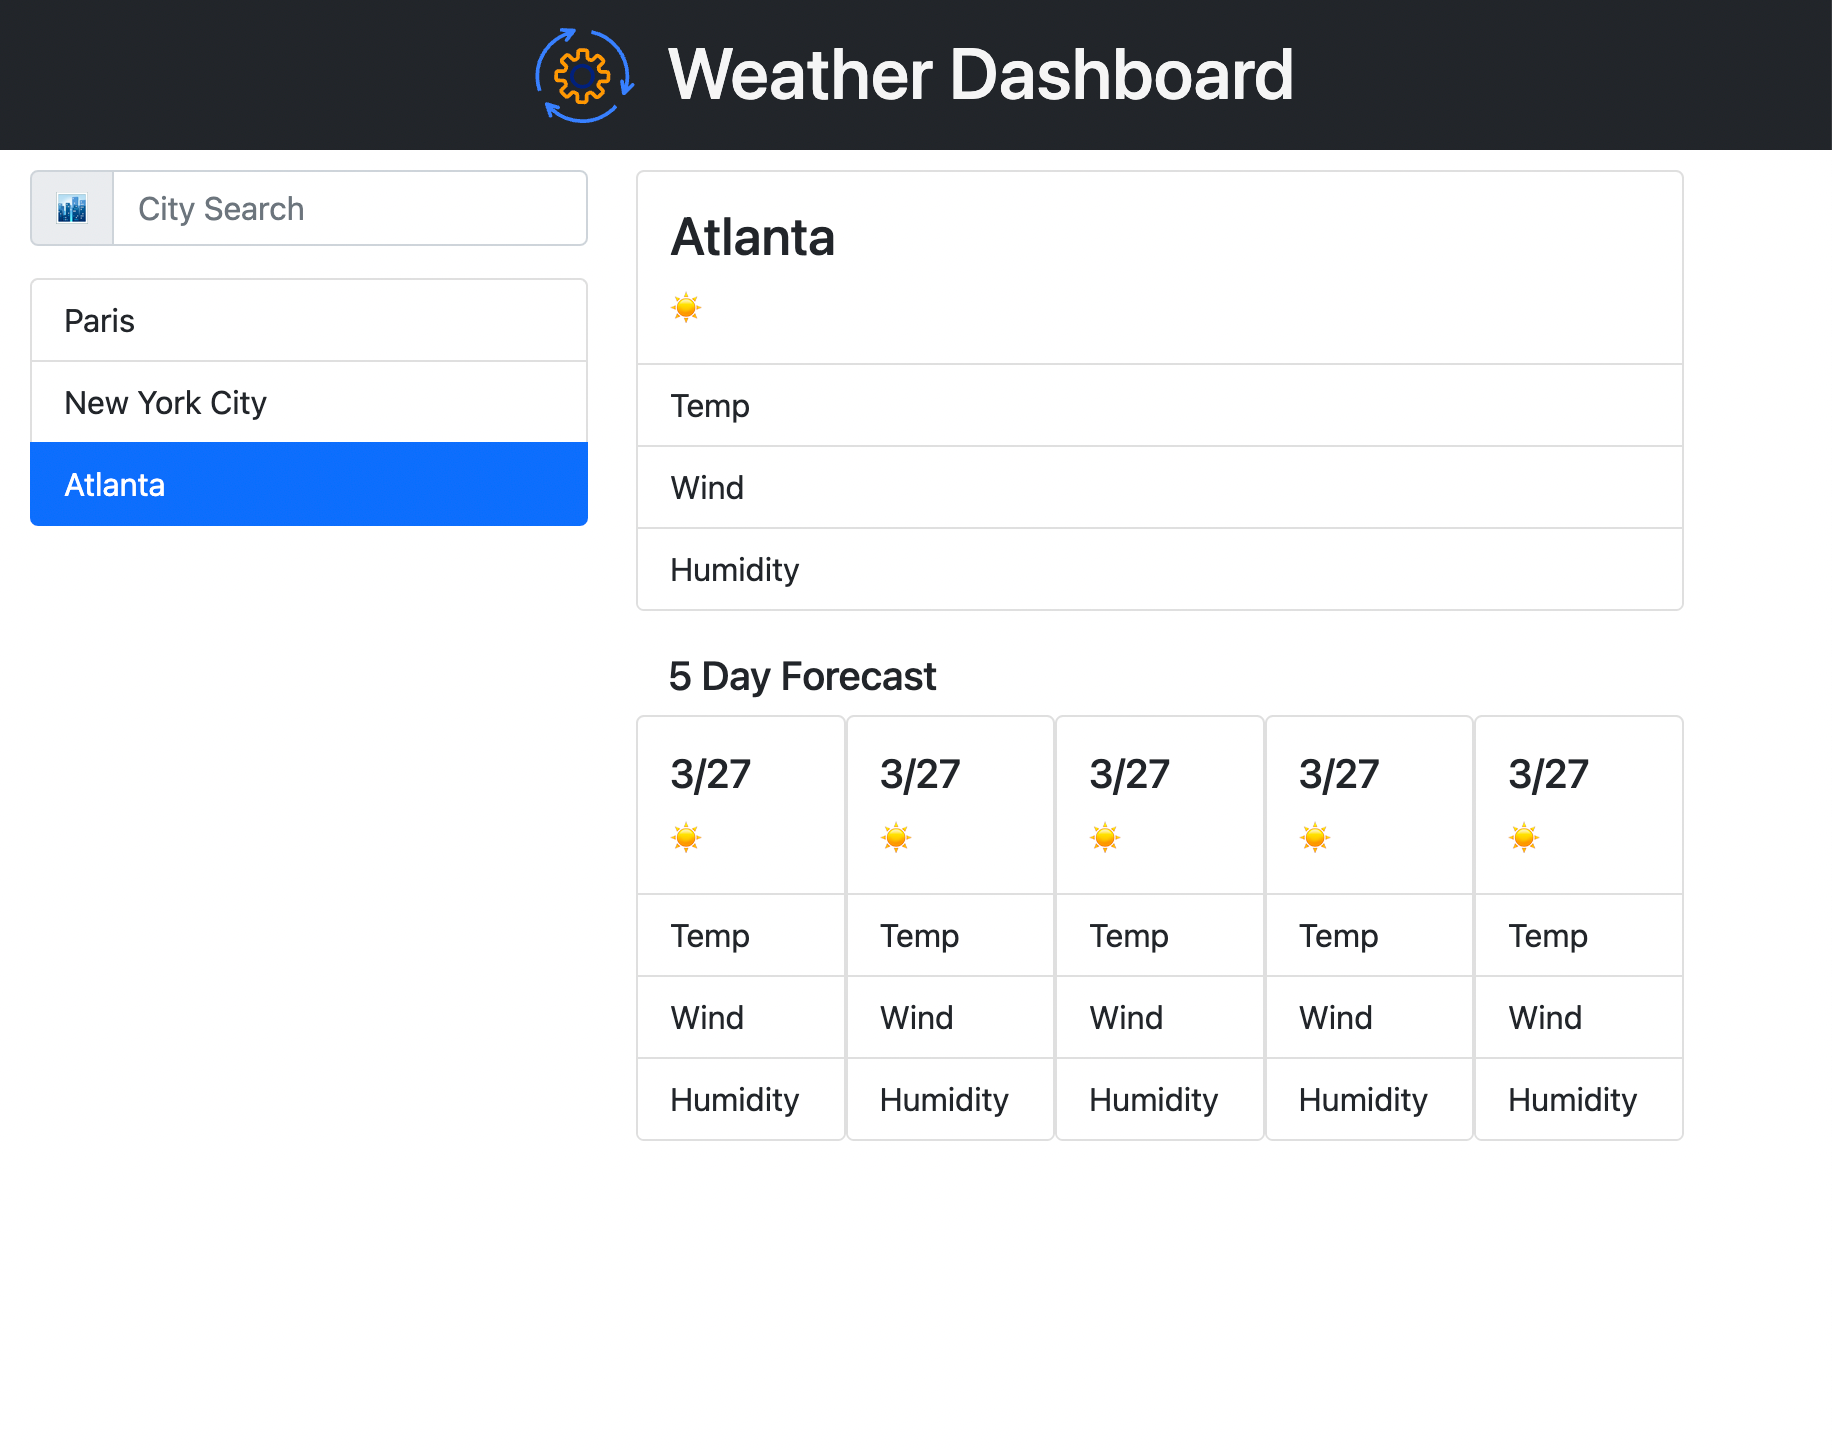 Weather Dashboard
City Search
Paris
New York City
Atlanta
Atlanta
Temp
Wind
Humidity
5 Day Forecast
3/27 3/27 3/27 3/27 3/27
Temp Temp Temp Temp Temp
Wind Wind Wind Wind Wind
Humidity Humidity Humidity Humidity Humidity